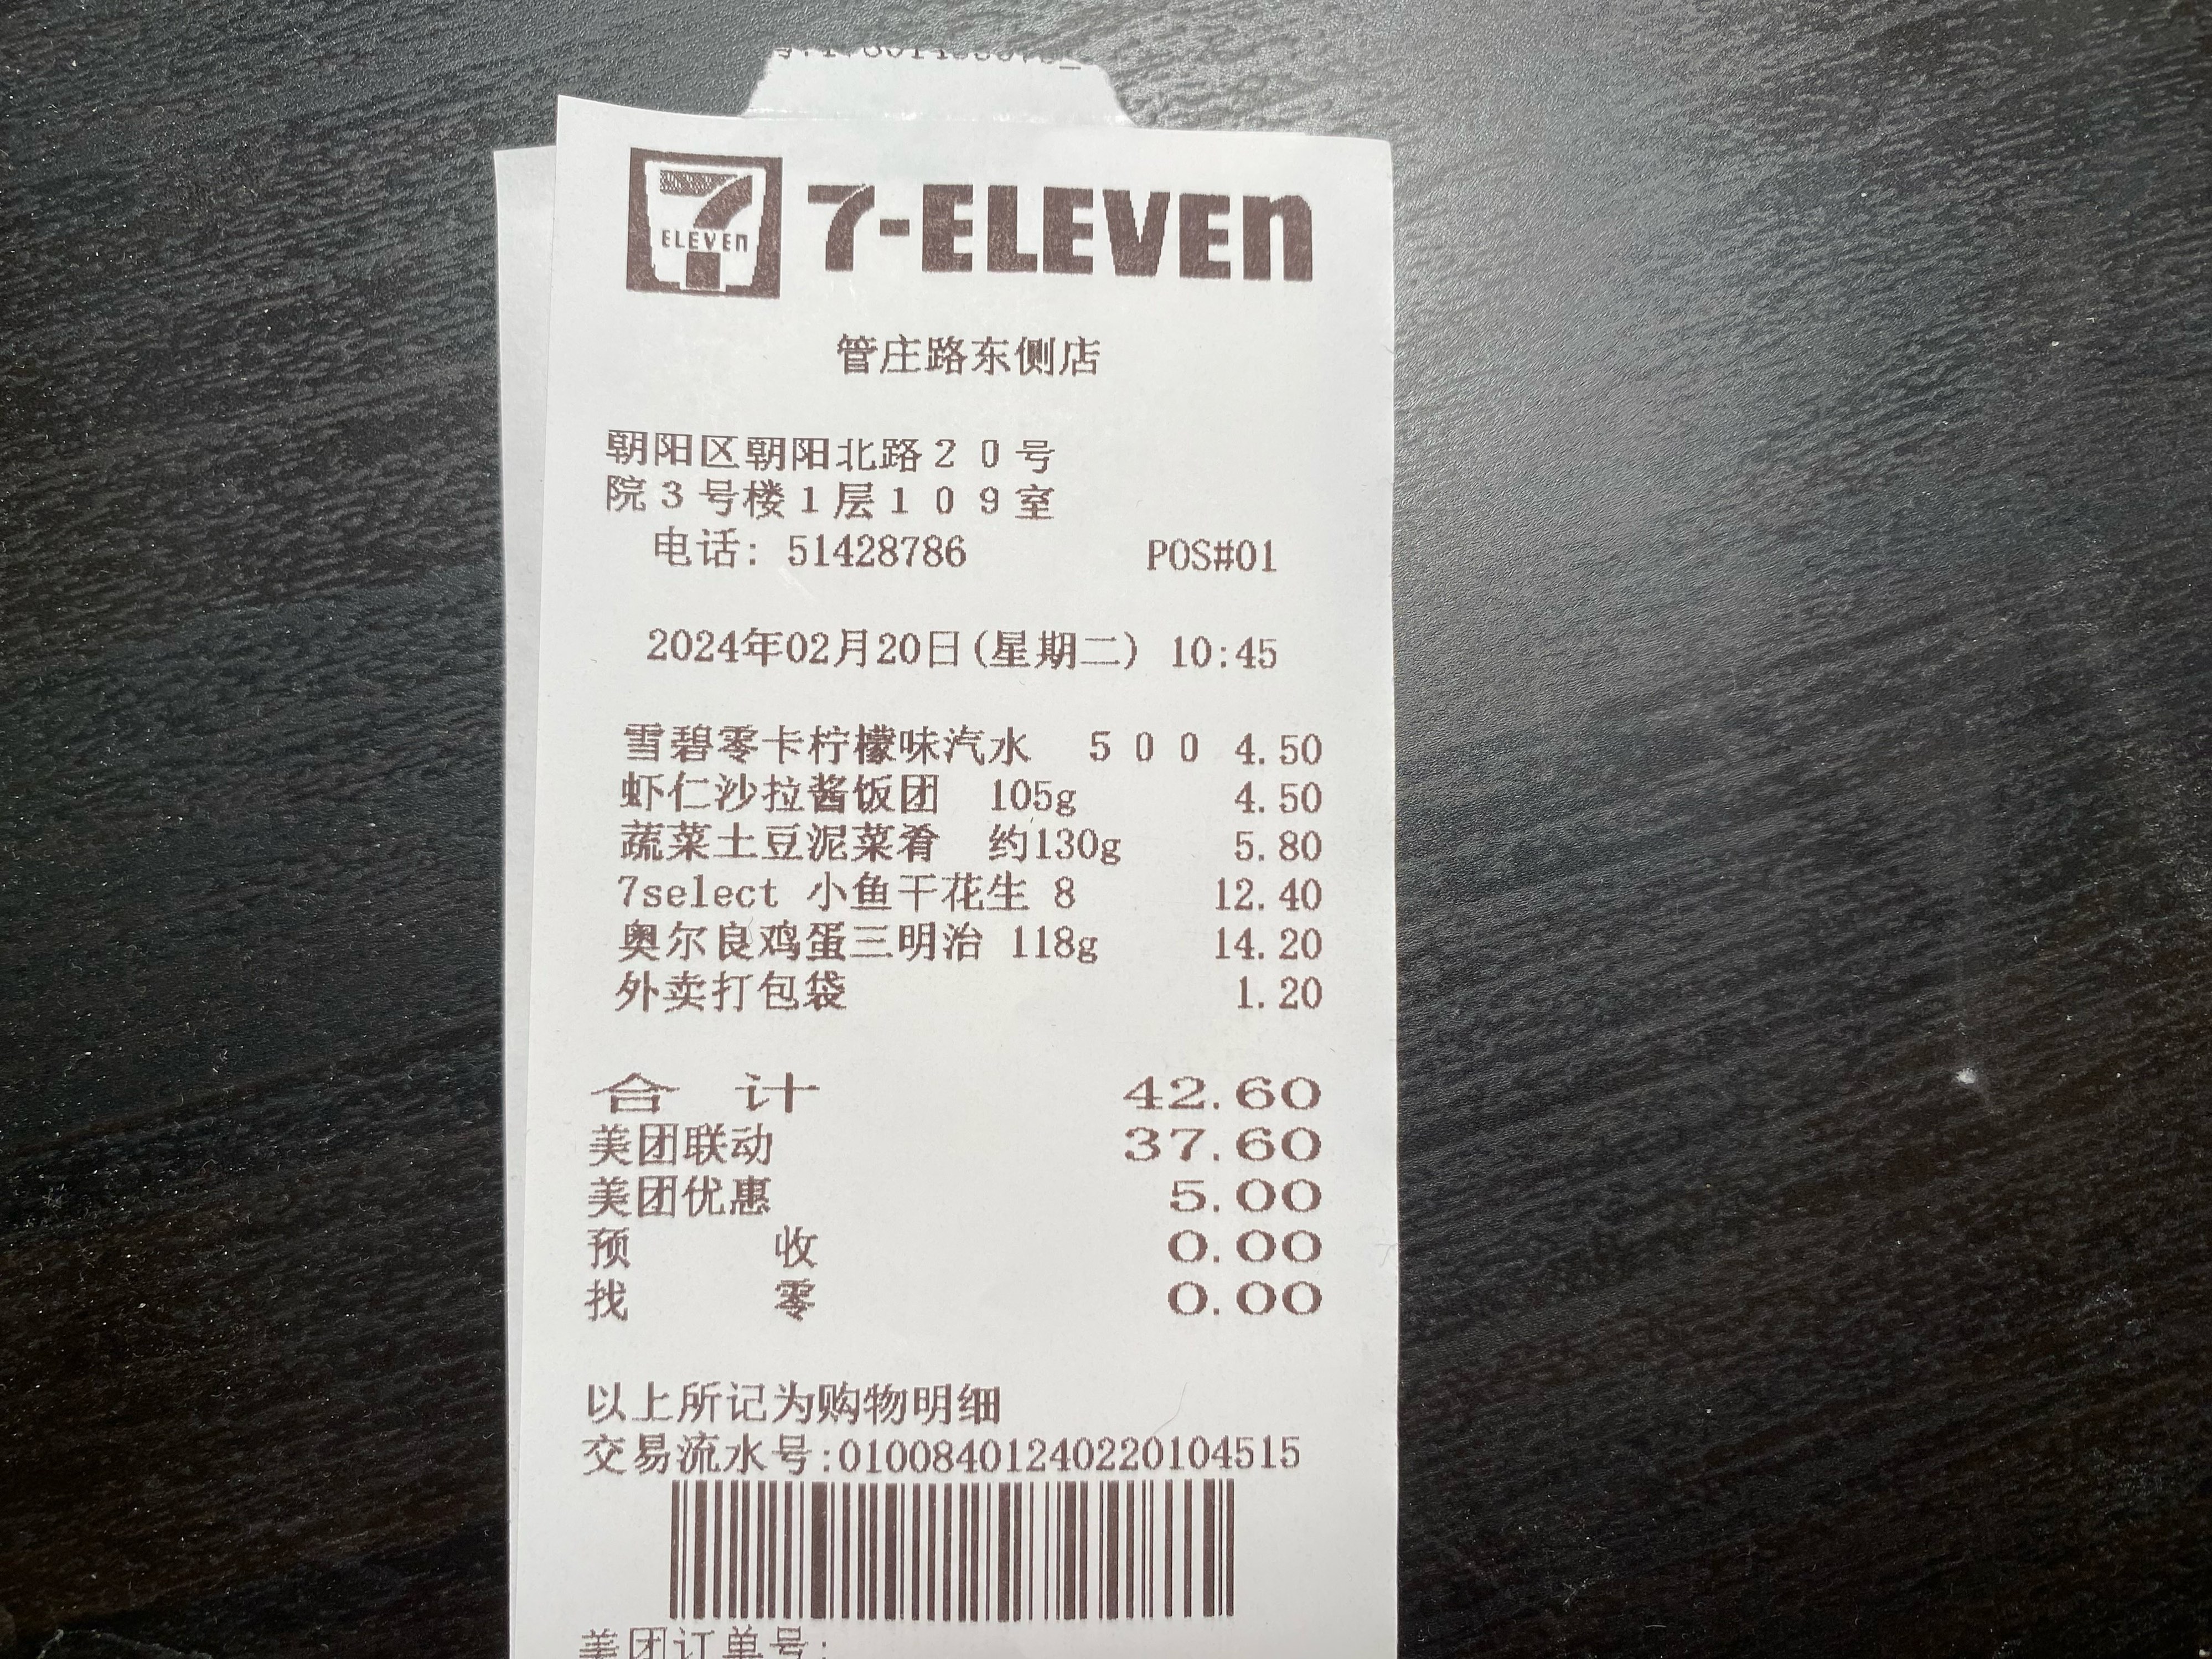 ELEVEN
7-ELEVEN
管庄路东侧店
朝阳区朝阳北路２０号
院３号楼１层１０９室
电话: 51428786 POS#01
2024年02月20日(星期二) 10:45
雪碧零卡柠檬味汽水 ５００ 4.50
虾仁沙拉酱饭团 105g 4.50
蔬菜土豆泥菜肴 约130g 5.80
7select 小鱼干花生 8 12.40
奥尔良鸡蛋三明治 118g 14.20
外卖打包袋 1.20
合 计 42.60
美团联动 37.60
美团优惠 5.00
预 收 0.00
找 零 0.00
以上所记为购物明细
交易流水号:010084012402201045​15
美团订单号: